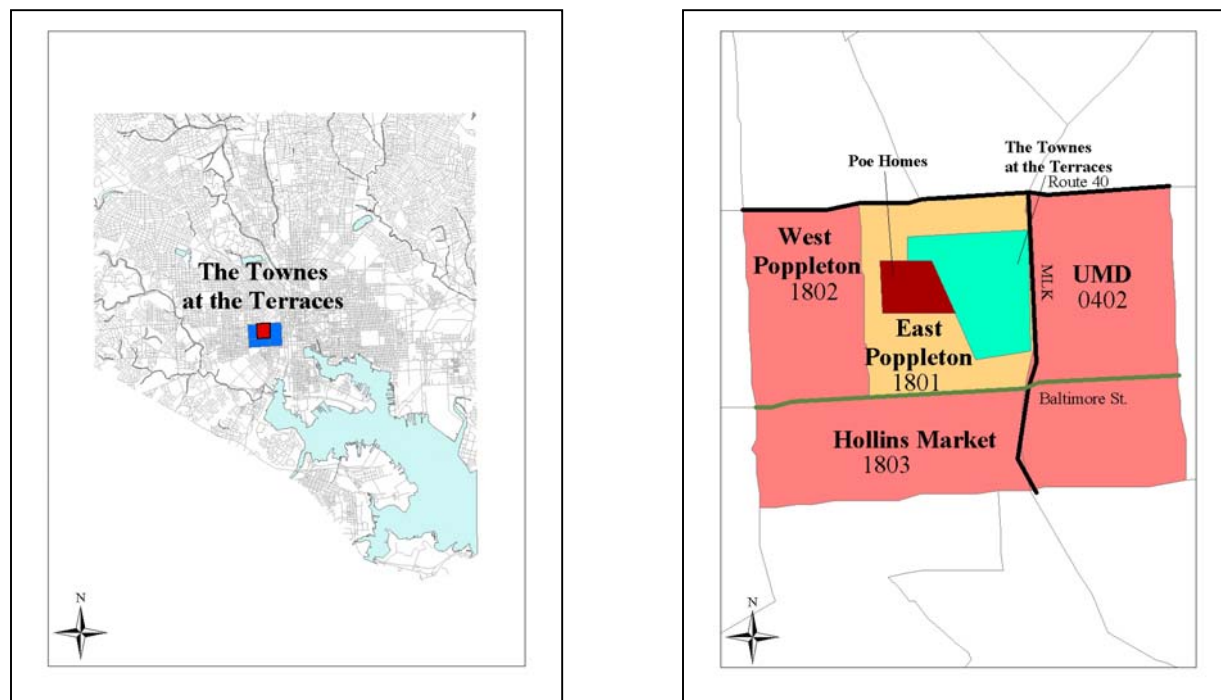 The Townes
at the Terraces
N
Poe Homes
The Townes
at the Terraces
Route 40
West
Poppleton
1802
MLK
UMD
0402
East
Poppleton
1801
Baltimore St.
Hollins Market
1803
N